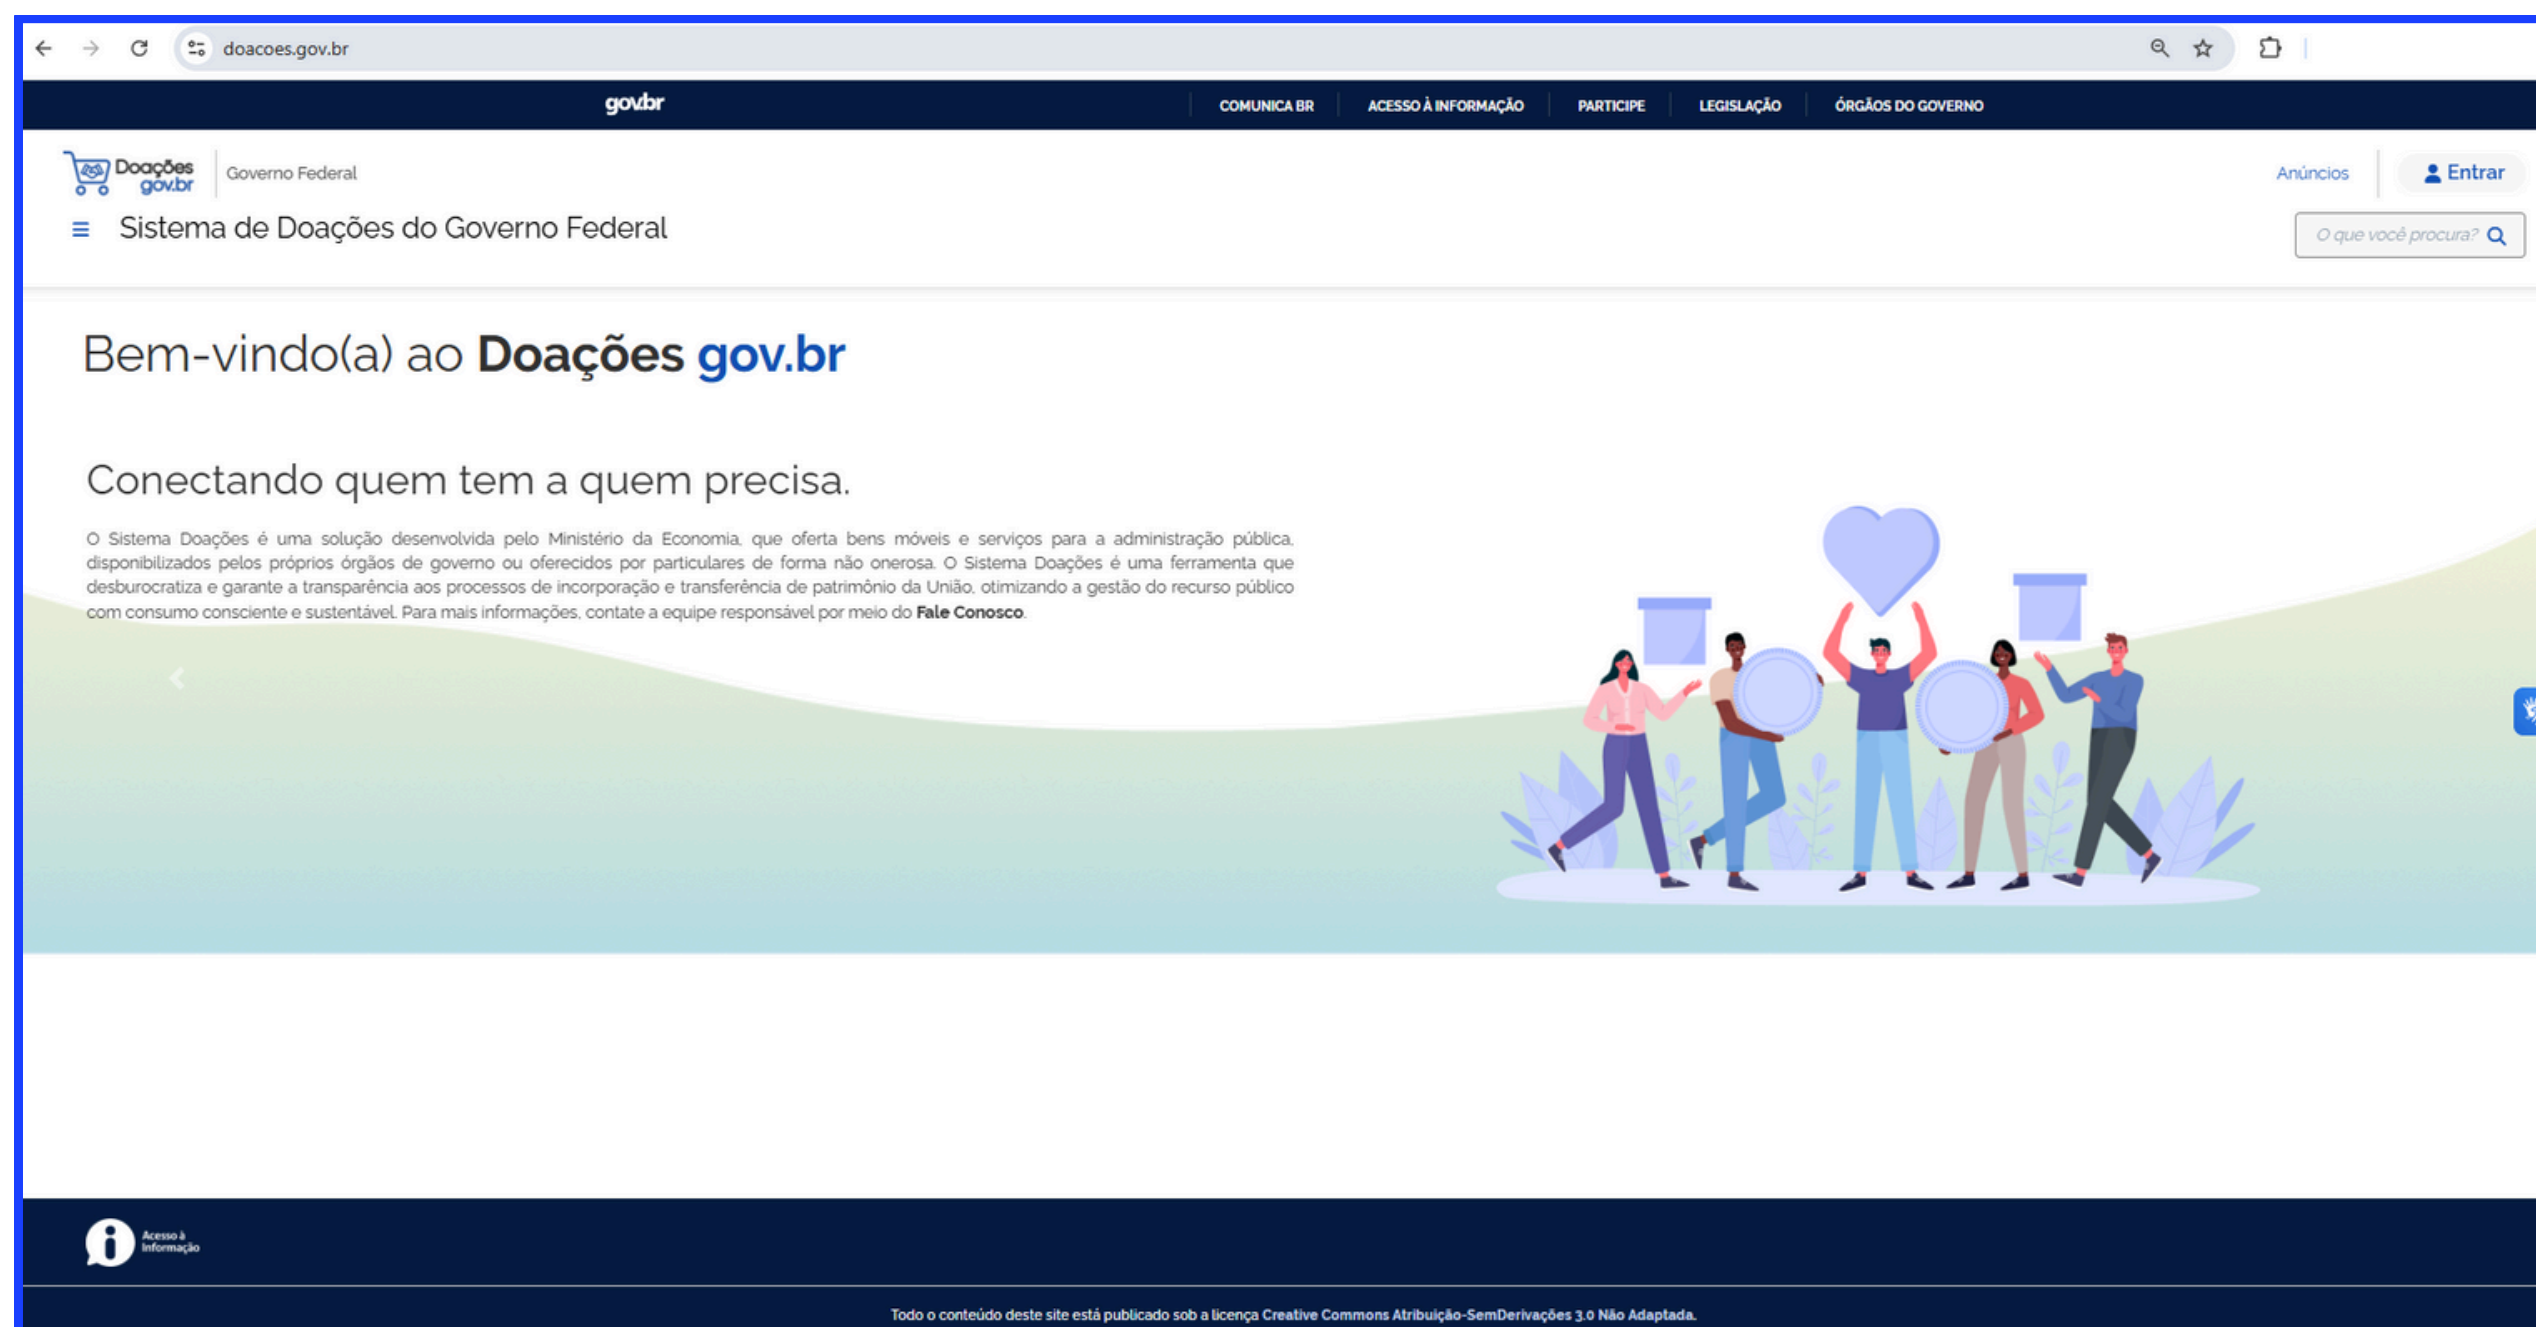 doacoes.gov.br
gov.br
COMUNICA BR
ACESSO À INFORMAÇÃO
PARTICIPE
LEGISLAÇÃO
ÓRGÃOS DO GOVERNO
Doações
gov.br
Governo Federal
Anúncios
Entrar
Sistema de Doações do Governo Federal
O que você procura?
Bem-vindo(a) ao Doações gov.br
Conectando quem tem a quem precisa.
O Sistema Doações é uma solução desenvolvida pelo Ministério da Economia, que oferta bens móveis e serviços para a administração pública,
disponibilizados pelos próprios órgãos de governo ou oferecidos por particulares de forma não onerosa. O Sistema Doações é uma ferramenta que
desburocratiza e garante a transparência aos processos de incorporação e transferência de patrimônio da União, otimizando a gestão do recurso público
com consumo consciente e sustentável. Para mais informações, contate a equipe responsável por meio do Fale Conosco.
Acesso à
Informação
Todo o conteúdo deste site está publicado sob a licença Creative Commons Atribuição-SemDerivações 3.0 Não Adaptada.